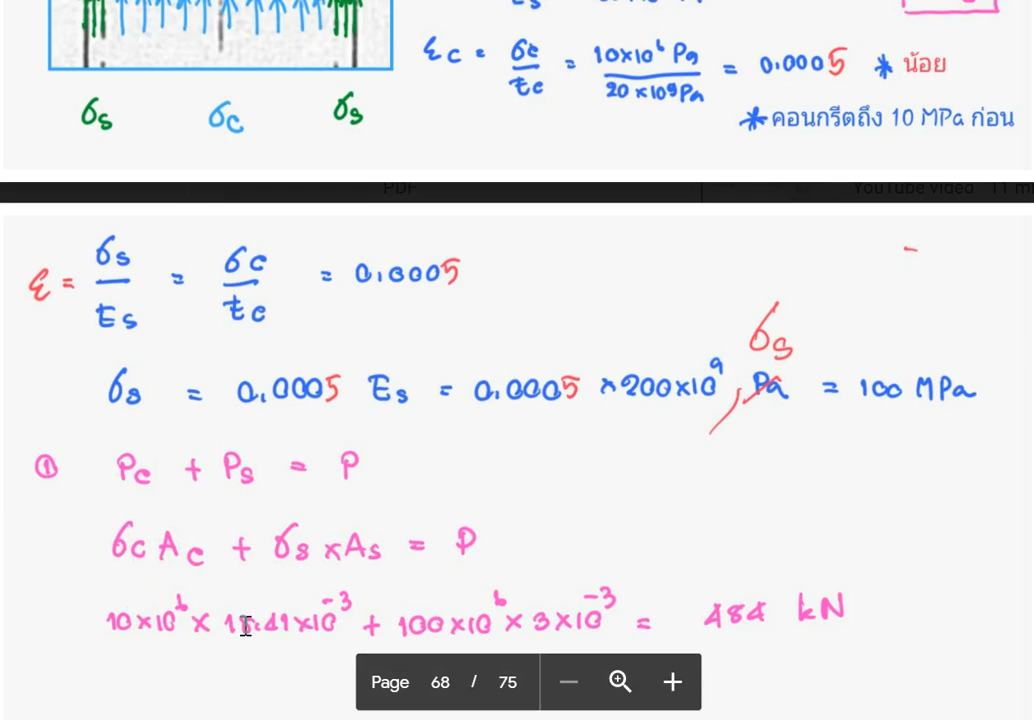 εc = σc/Ec = 10×10⁶ Pa / 20×10⁹ Pa = 0.0005 * น้อย
* คอนกรีตถึง 10 MPa ก่อน
σs σc σs
PDF YouTube video 11 mi
ε = σs/Es = σc/Ec = 0.0005
σs
σs = 0.0005 Es = 0.0005 × 200×10⁹ Pa = 100 MPa
① Pc + Ps = P
σc Ac + σs × As = P
10×10⁶ × .41×10⁻³ + 100×10⁶ × 3×10⁻³ = 484 kN
Page 68 / 75